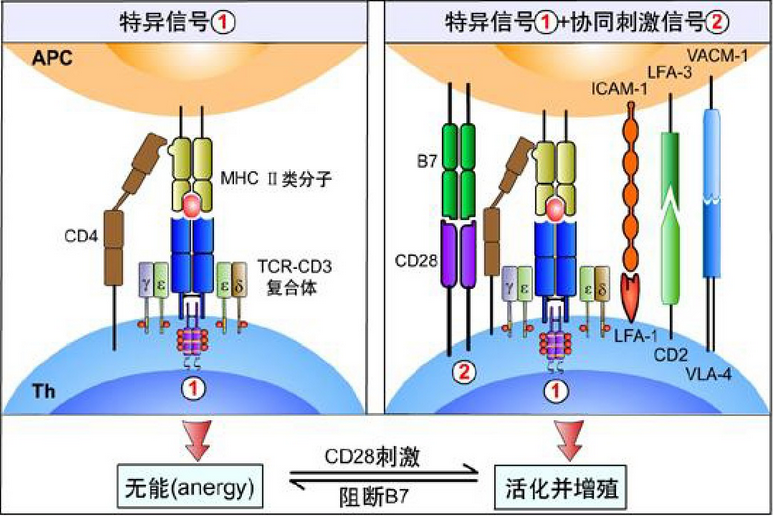 特异信号①
APC
MHC Ⅱ类分子
CD4
TCR-CD3
复合体
γ ε
ε δ
Th
①
无能(anergy)
特异信号①+协同刺激信号②
VACM-1
LFA-3
ICAM-1
B7
CD28
γ ε
ε δ
LFA-1
CD2
VLA-4
②
①
活化并增殖
CD28刺激
阻断B7